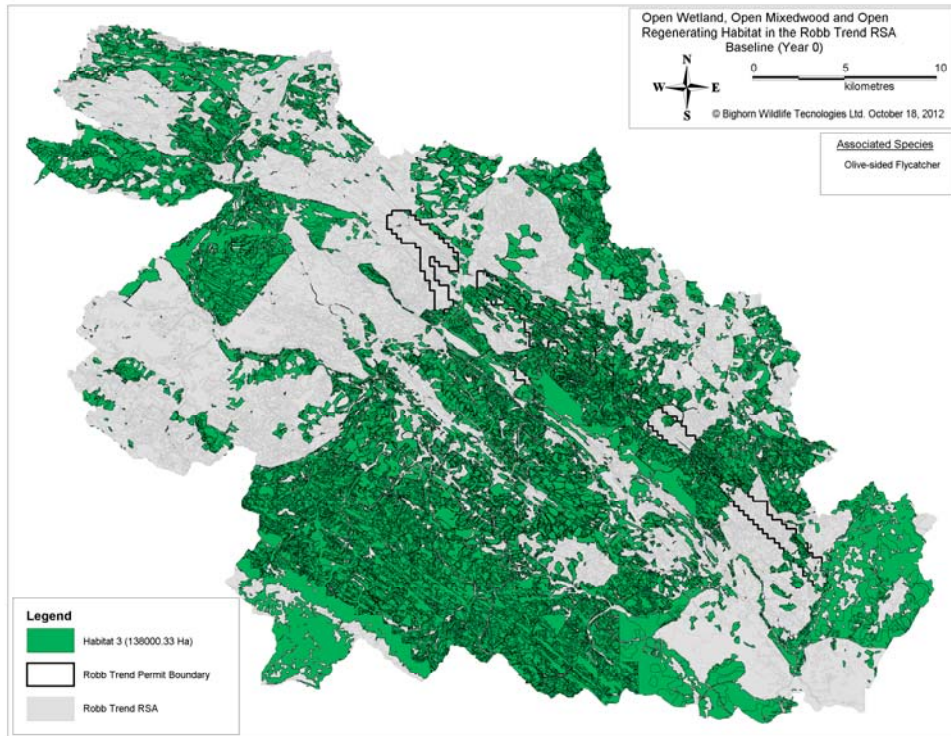 Open Wetland, Open Mixedwood and Open
Regenerating Habitat in the Robb Trend RSA
Baseline (Year 0)
N
W E
S
0 5 10
kilometres
© Bighorn Wildlife Tecnologies Ltd. October 18, 2012
Associated Species
Olive-sided Flycatcher
Legend
Habitat 3 (138000.33 Ha)
Robb Trend Permit Boundary
Robb Trend RSA